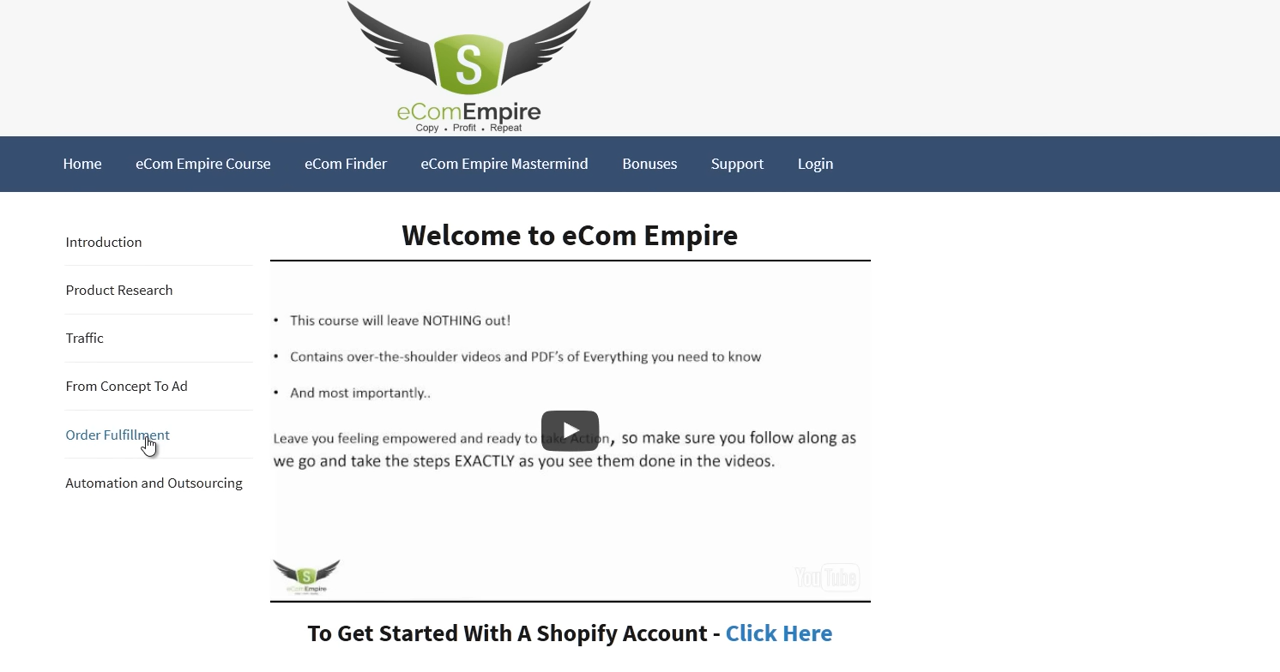 S
eComEmpire
Copy . Profit . Repeat
Home eCom Empire Course eCom Finder eCom Empire Mastermind Bonuses Support Login
Introduction
Product Research
Traffic
From Concept To Ad
Order Fulfillment
Automation and Outsourcing
Welcome to eCom Empire
• This course will leave NOTHING out!
• Contains over-the-shoulder videos and PDF's of Everything you need to know
• And most importantly..
Leave you feeling empowered and ready to take Action, so make sure you follow along as
we go and take the steps EXACTLY as you see them done in the videos.
S
eComEmpire
YouTube
To Get Started With A Shopify Account - Click Here